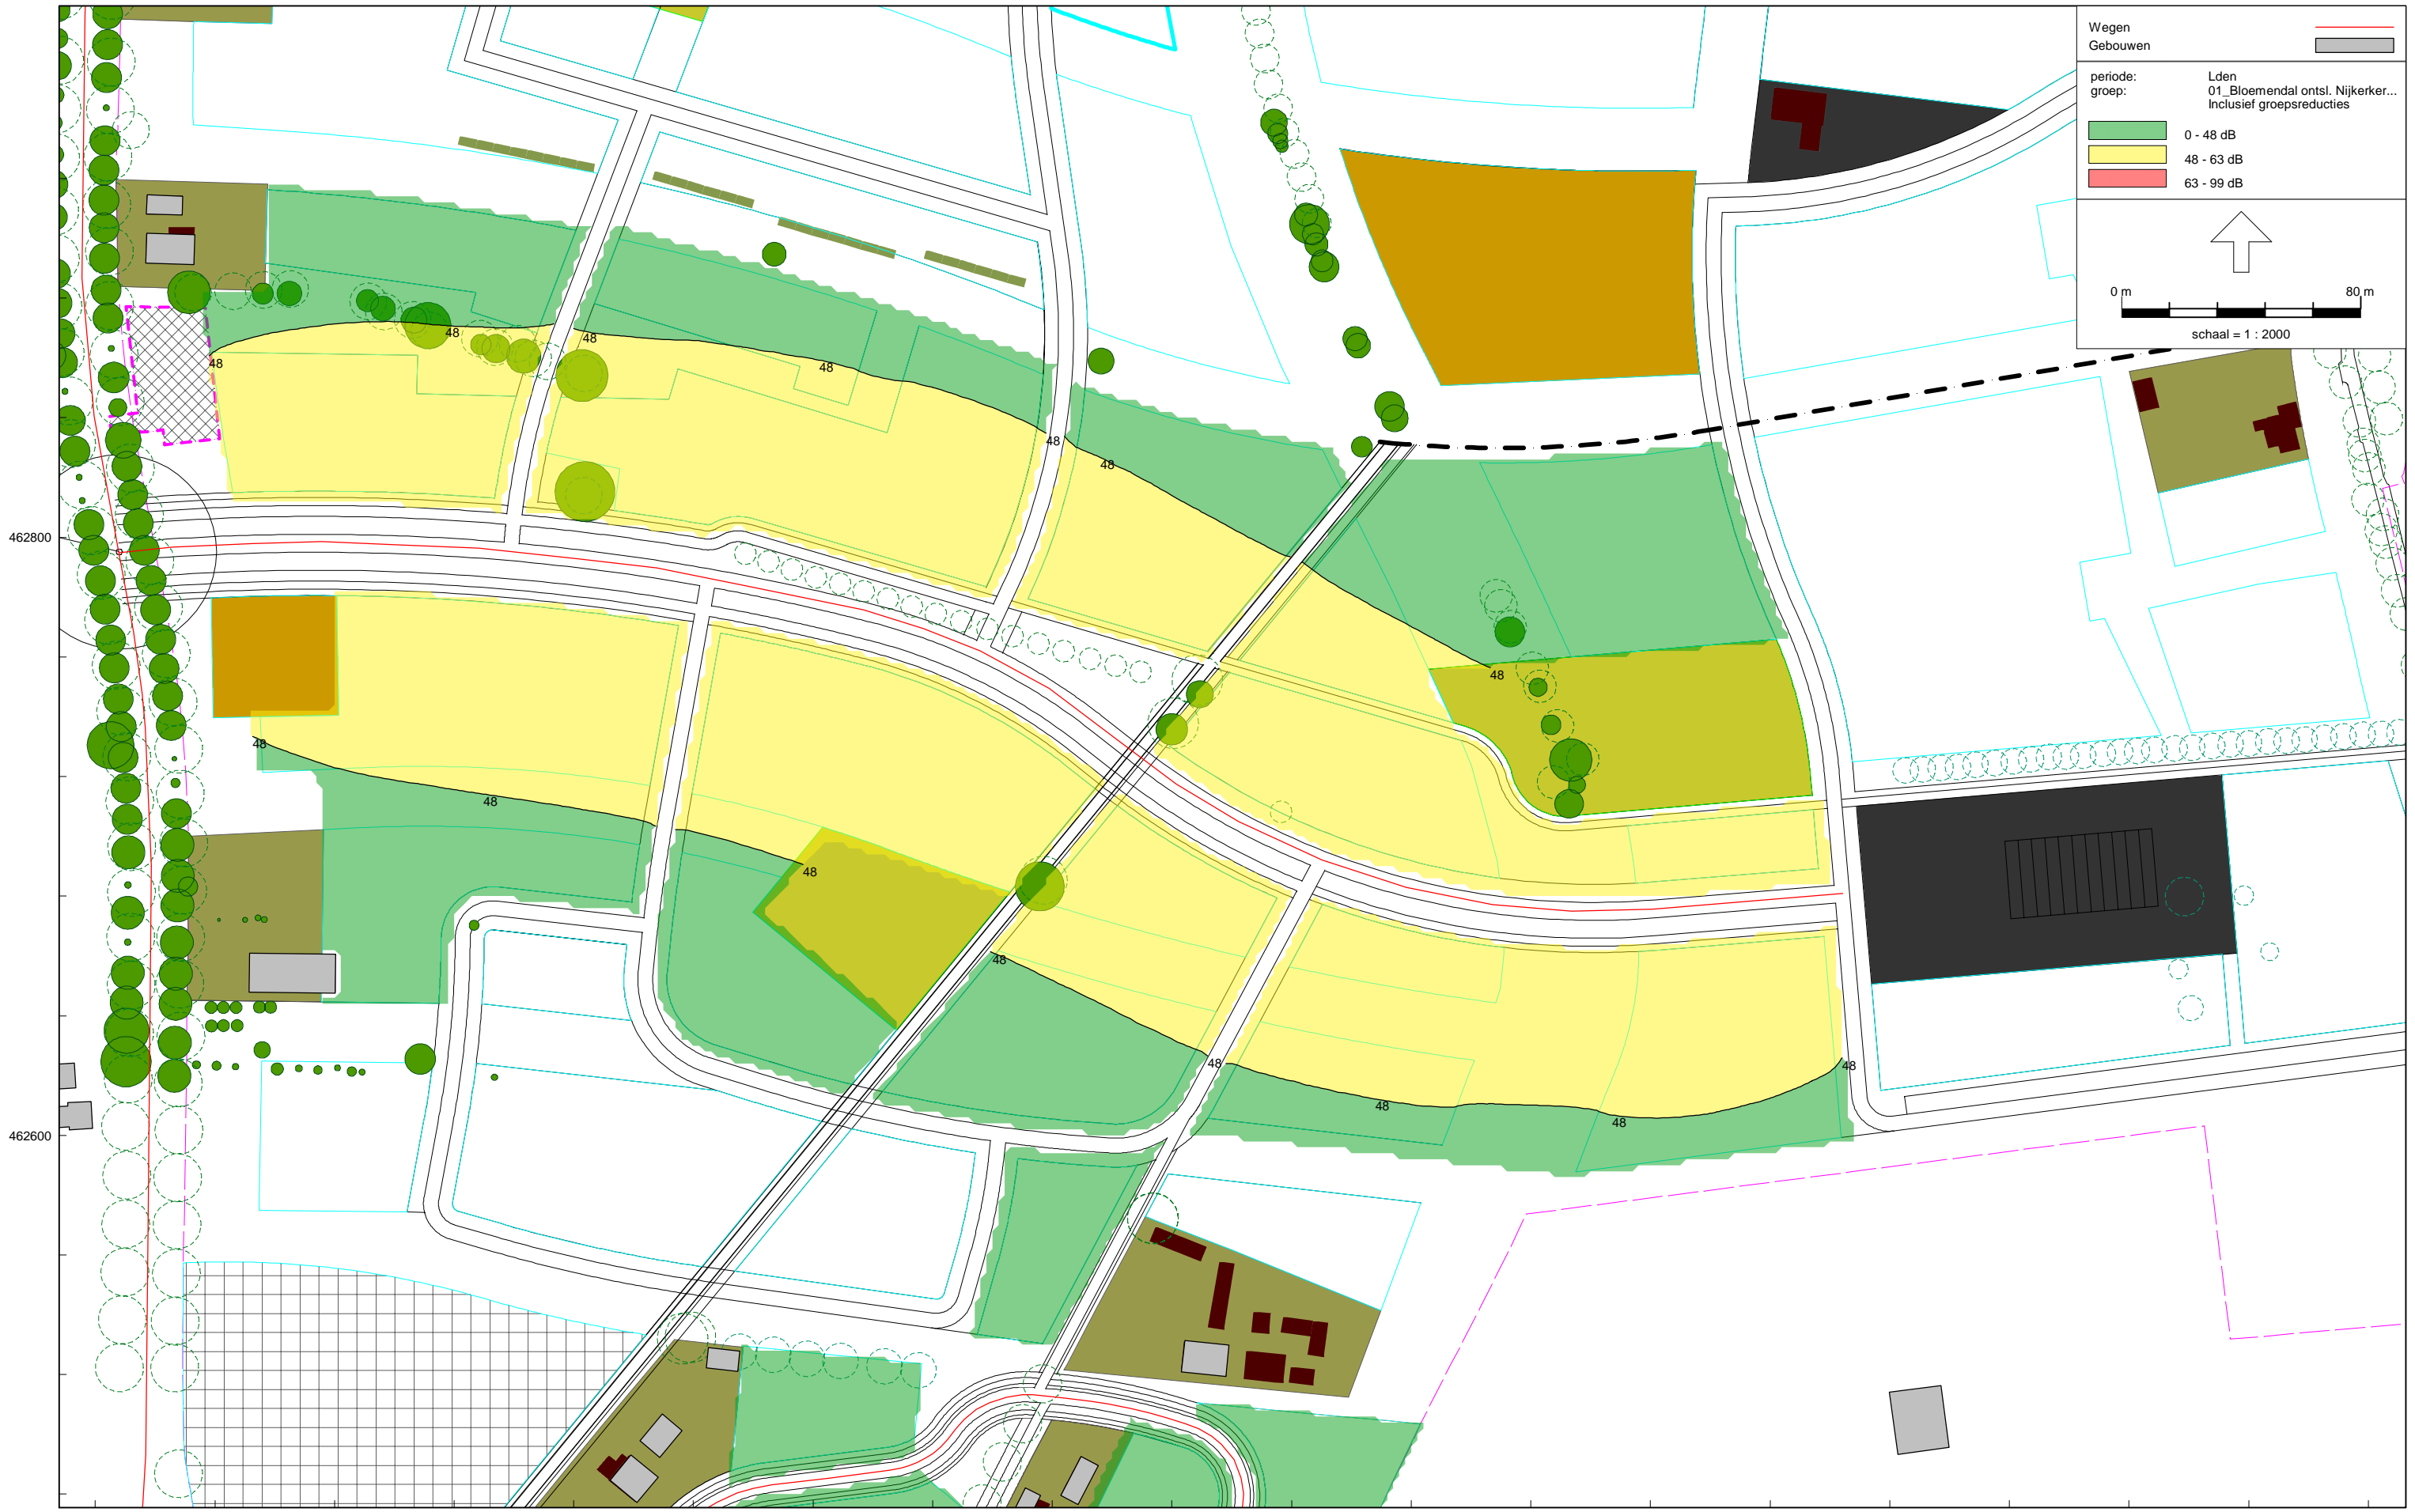 Wegen
Gebouwen
periode: Lden
groep: 01_Bloemendal ontsl. Nijkerker...
Inclusief groepsreducties
0 - 48 dB
48 - 63 dB
63 - 99 dB
0 m 80 m
schaal = 1 : 2000
48
48
48
48
48
48
462800
48
48
48
48
48
48
48
48
48
462600